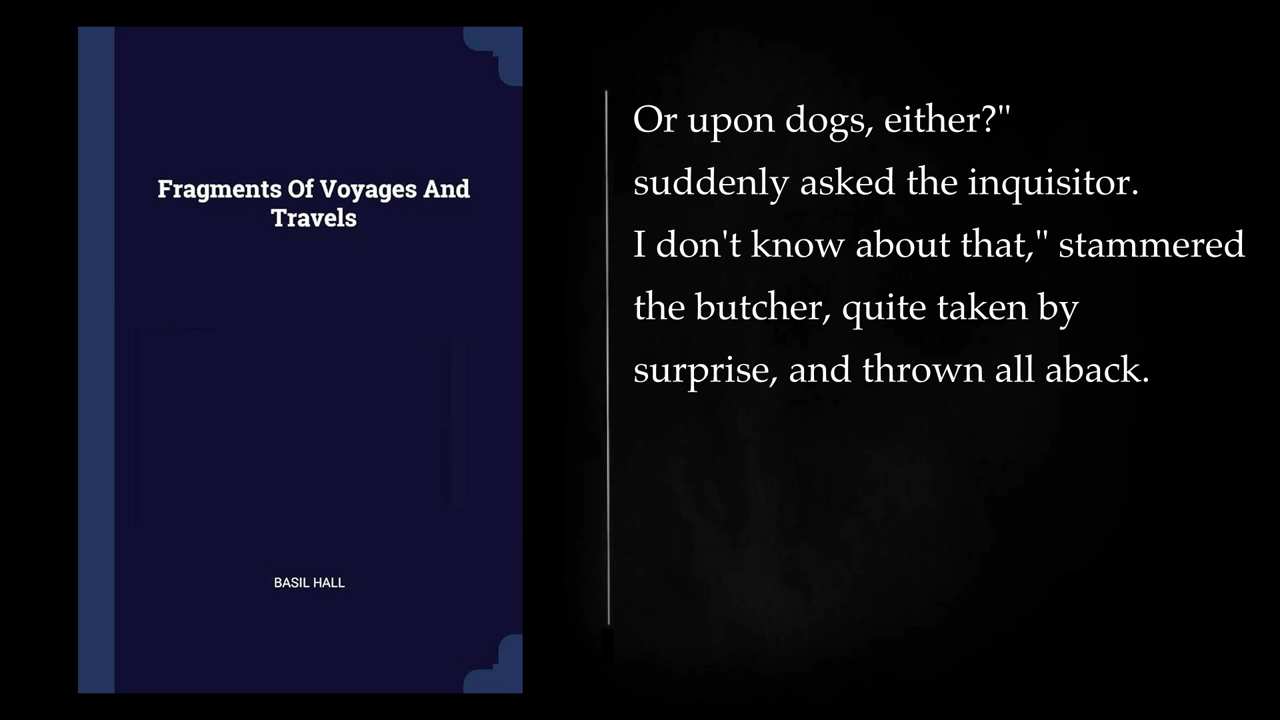 Fragments Of Voyages And
Travels
BASIL HALL
Or upon dogs, either?"
suddenly asked the inquisitor.
I don't know about that," stammered
the butcher, quite taken by
surprise, and thrown all aback.